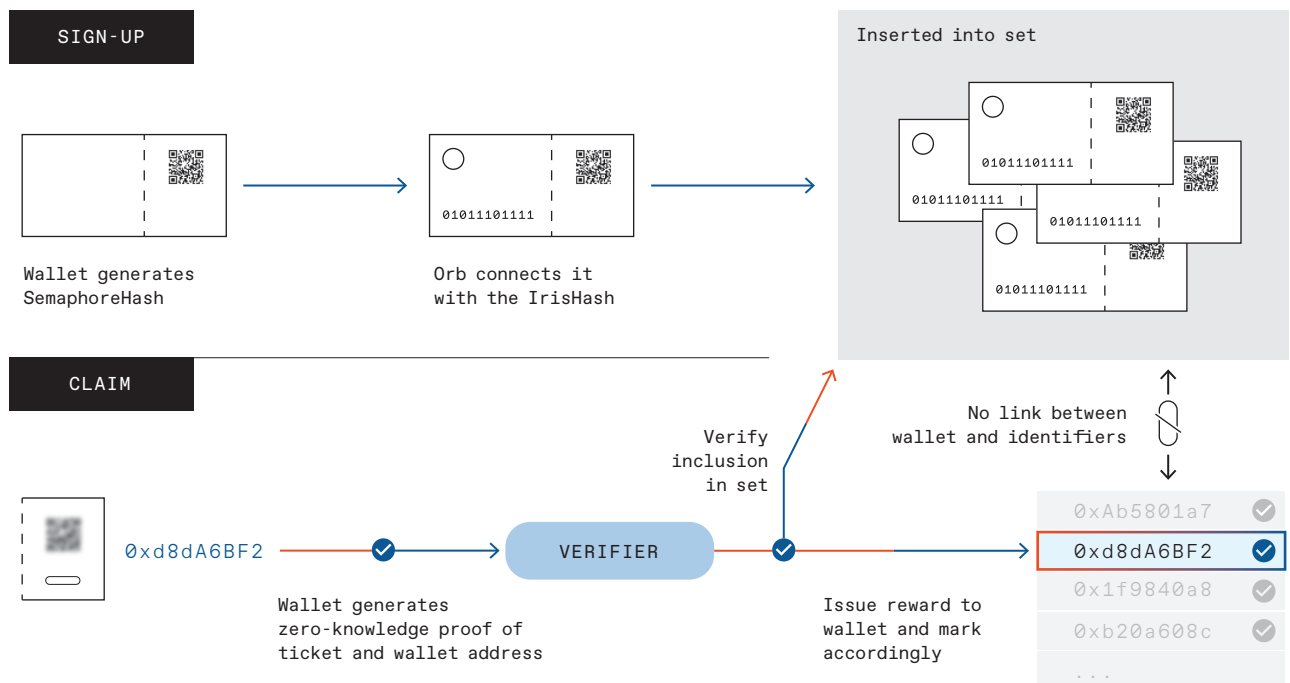 SIGN-UP
Inserted into set
01011101111
01011101111
01011101111
01011101111
01011101111
Wallet generates
SemaphoreHash
Orb connects it
with the IrisHash
CLAIM
No link between
wallet and identifiers
Verify
inclusion
in set
0xAb5801a7
0xd8dA6BF2
VERIFIER
0xd8dA6BF2
0x1f9840a8
0xb20a608c
...
Wallet generates
zero-knowledge proof of
ticket and wallet address
Issue reward to
wallet and mark
accordingly